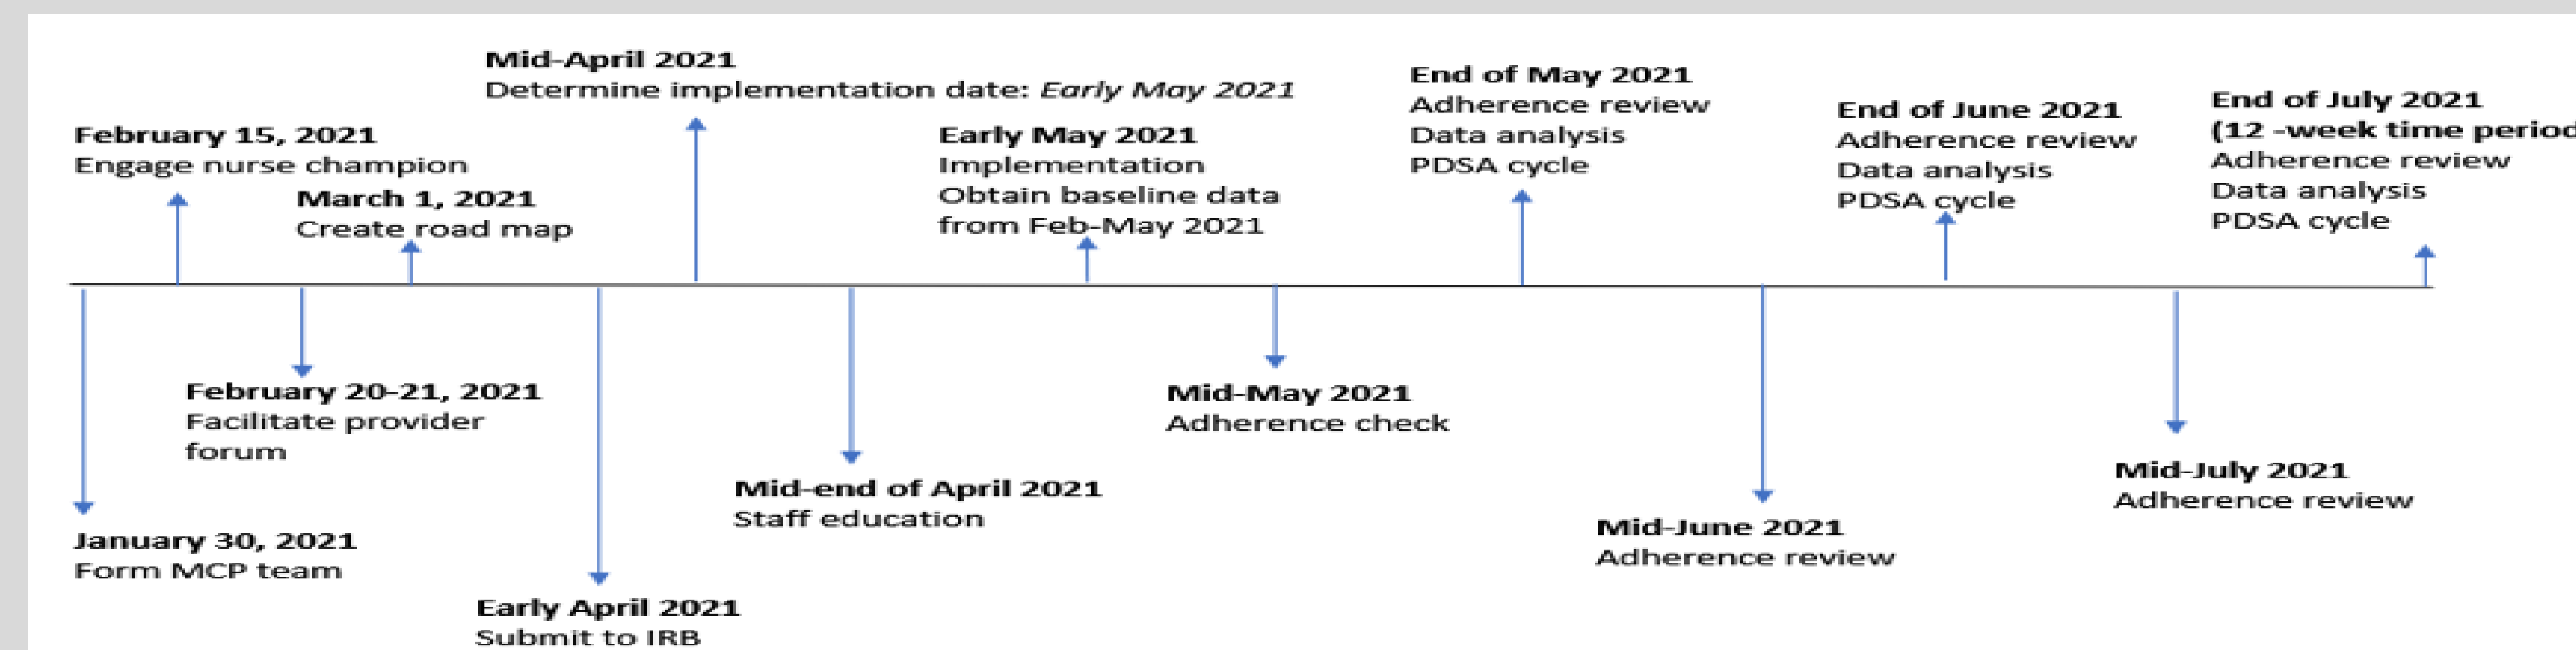 Mid-April 2021
Determine implementation date: Early May 2021
February 15, 2021
Engage nurse champion
March 1, 2021
Create road map
Early May 2021
Implementation
Obtain baseline data
from Feb-May 2021
End of May 2021
Adherence review
Data analysis
PDSA cycle
End of June 2021
Adherence review
Data analysis
PDSA cycle
End of July 2021
(12 -week time period
Adherence review
Data analysis
PDSA cycle
January 30, 2021
Form MCP team
February 20-21, 2021
Facilitate provider
forum
Early April 2021
Submit to IRB
Mid-end of April 2021
Staff education
Mid-May 2021
Adherence check
Mid-June 2021
Adherence review
Mid-July 2021
Adherence review